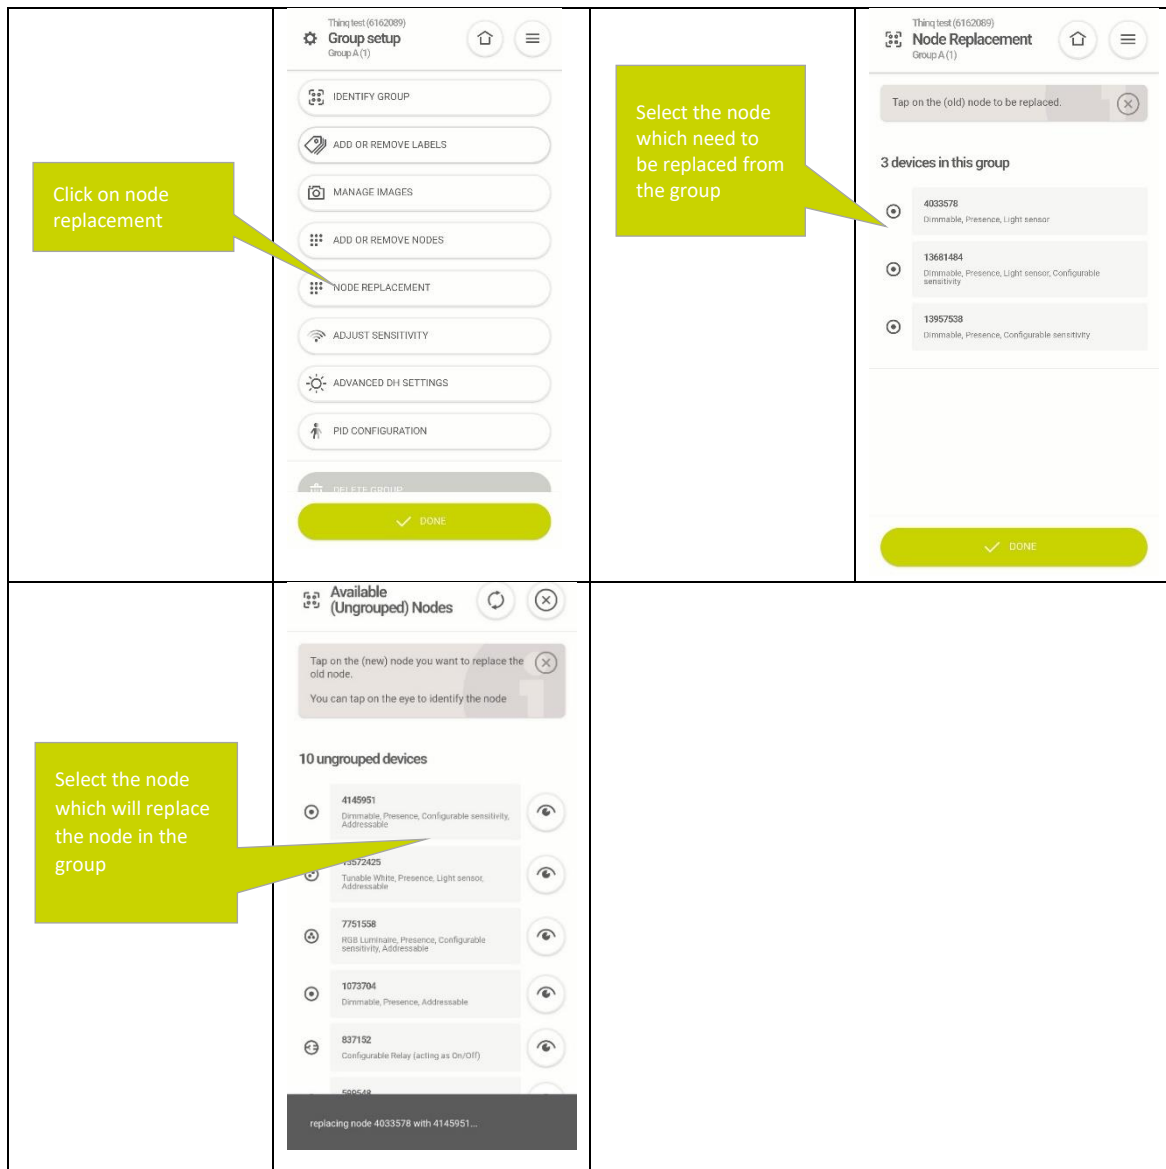 Click on node
replacement
Thinq test (6162089)
Group setup
Group A (1)
IDENTIFY GROUP
ADD OR REMOVE LABELS
MANAGE IMAGES
ADD OR REMOVE NODES
NODE REPLACEMENT
ADJUST SENSITIVITY
ADVANCED DH SETTINGS
PID CONFIGURATION
DELETE GROUP
DONE
Select the node
which need to
be replaced from
the group
Thinq test (6162089)
Node Replacement
Group A (1)
Tap on the (old) node to be replaced.
3 devices in this group
4033578
Dimmable, Presence, Light sensor
13681484
Dimmable, Presence, Light sensor, Configurable
sensitivity
13957538
Dimmable, Presence, Configurable sensitivity
DONE
Select the node
which will replace
the node in the
group
Available
(Ungrouped) Nodes
Tap on the (new) node you want to replace the
old node.
You can tap on the eye to identify the node
10 ungrouped devices
4145951
Dimmable, Presence, Configurable sensitivity,
Addressable
13572425
Tunable White, Presence, Light sensor,
Addressable
7751558
RGB Luminaire, Presence, Configurable
sensitivity, Addressable
1073704
Dimmable, Presence, Addressable
837152
Configurable Relay (acting as On/Off)
599548
replacing node 4033578 with 4145951...